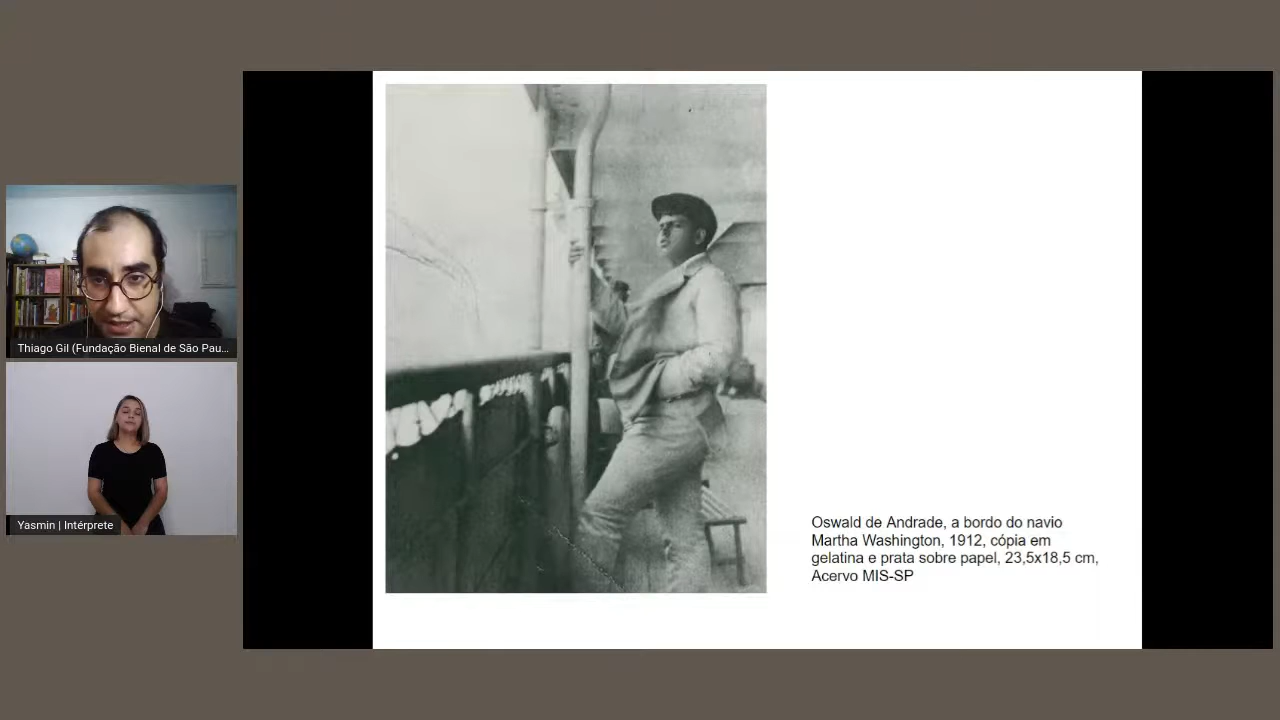 Thiago Gil (Fundação Bienal de São Pau...
Yasmin | Intérprete
Oswald de Andrade, a bordo do navio
Martha Washington, 1912, cópia em
gelatina e prata sobre papel, 23,5x18,5 cm,
Acervo MIS-SP